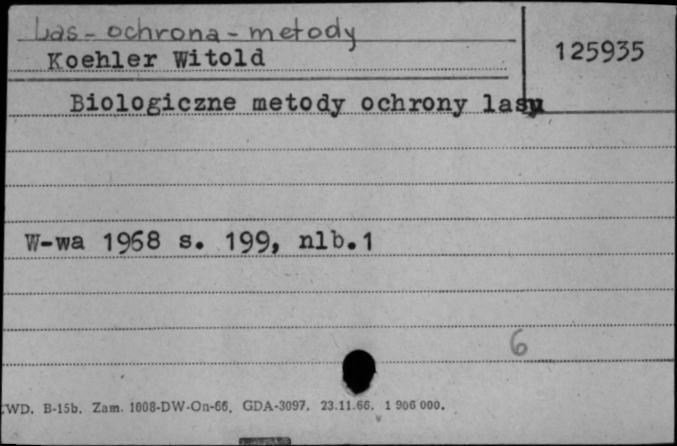 Las - ochrona - metody
Koehler Witold
125935
Biologiczne metody ochrony lasu
W-wa 1968 s. 199, nlb.1
6
WD. B-15b. Zam. 1008-DW-On-66. GDA-3097. 23.11.66. 1 906 000.